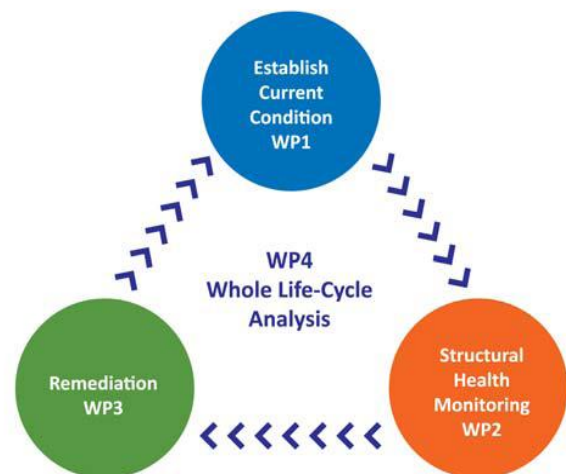 Establish
Current
Condition
WP1
WP4
Whole Life-Cycle
Analysis
Remediation
WP3
Structural
Health
Monitoring
WP2